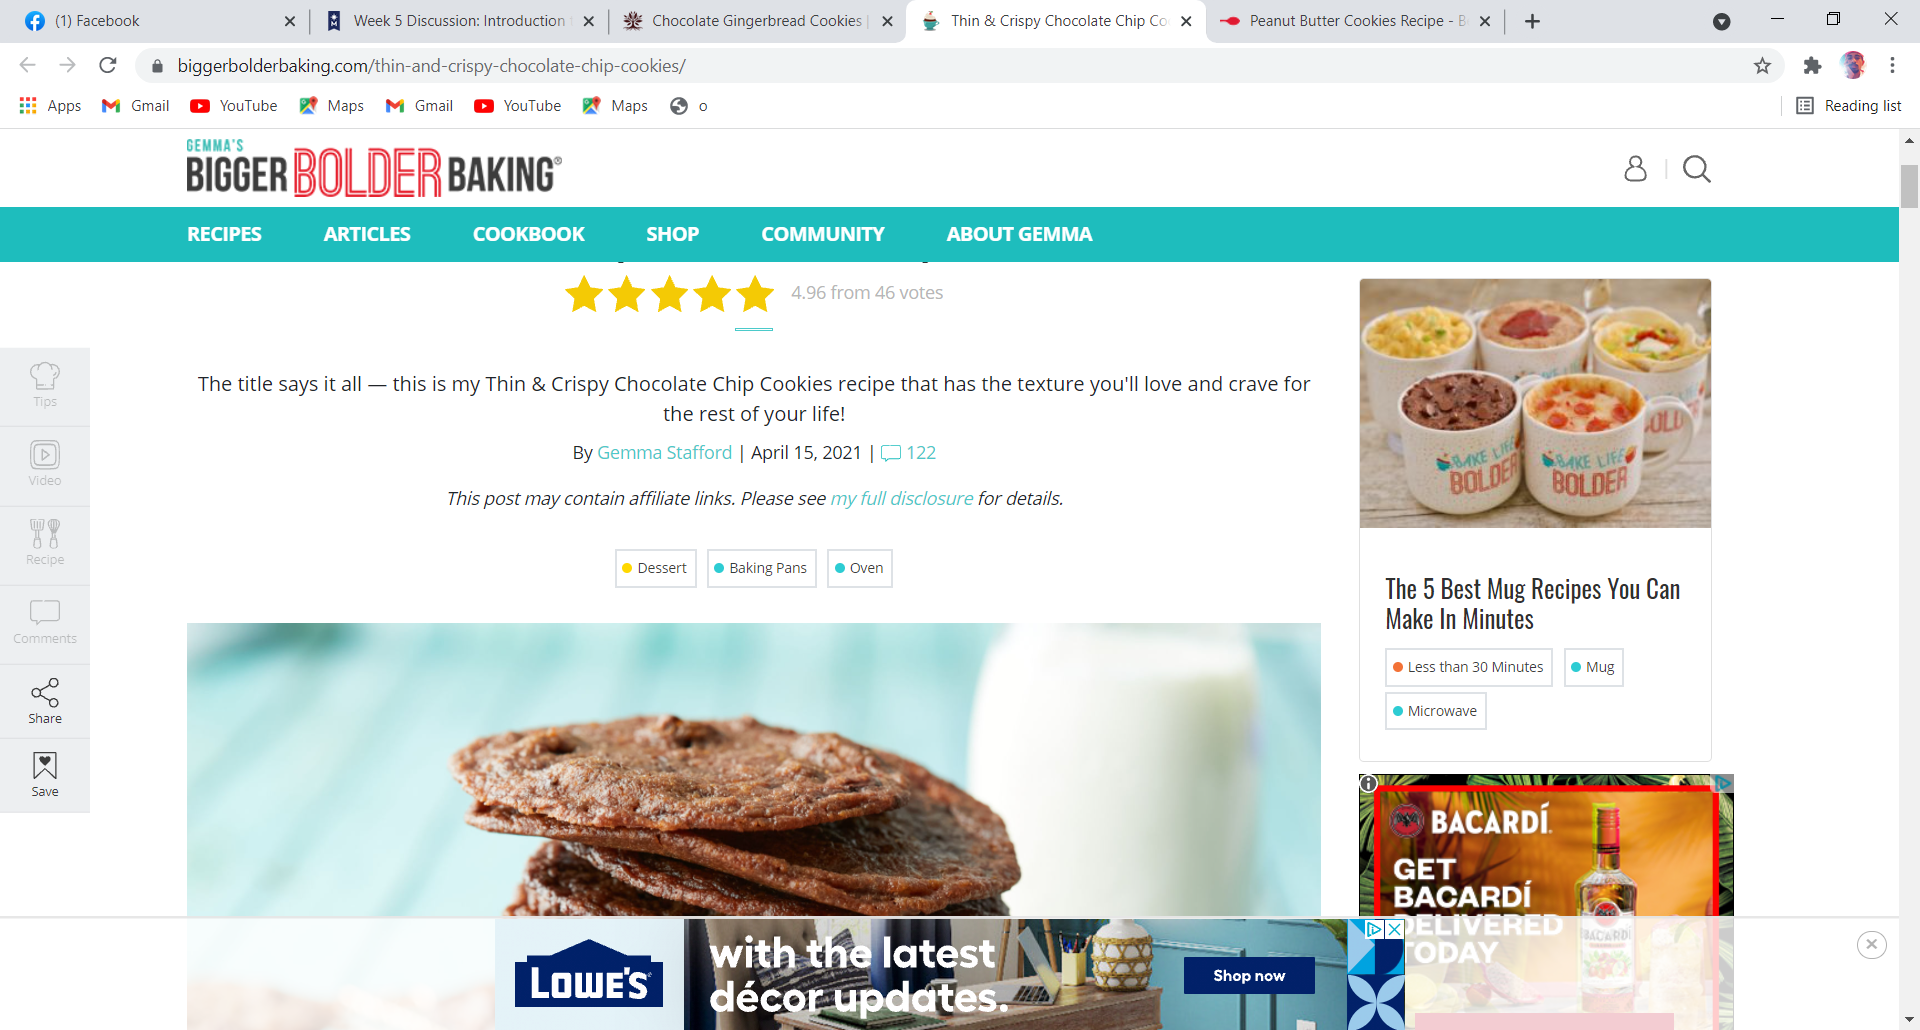 (1) Facebook
Week 5 Discussion: Introduction
Chocolate Gingerbread Cookies |
Thin & Crispy Chocolate Chip Co
Peanut Butter Cookies Recipe - B
biggerbolderbaking.com/thin-and-crispy-chocolate-chip-cookies/
Apps
Gmail
YouTube
Maps
Gmail
YouTube
Maps
o
Reading list
GEMMA'S
BIGGER BOLDER BAKING®
RECIPES
ARTICLES
COOKBOOK
SHOP
COMMUNITY
ABOUT GEMMA
4.96 from 46 votes
The title says it all — this is my Thin & Crispy Chocolate Chip Cookies recipe that has the texture you'll love and crave for
the rest of your life!
By Gemma Stafford | April 15, 2021 | 122
This post may contain affiliate links. Please see my full disclosure for details.
Dessert
Baking Pans
Oven
Tips
Video
Recipe
Comments
Share
Save
BAKE LIFE
BOLDER
BAKE LIFE
BOLDER
OLD
The 5 Best Mug Recipes You Can
Make In Minutes
Less than 30 Minutes
Mug
Microwave
BACARDÍ.
GET
BACARDÍ
DELIVERED
TODAY
BACARDÍ
LOWE'S
with the latest
décor updates.
Shop now